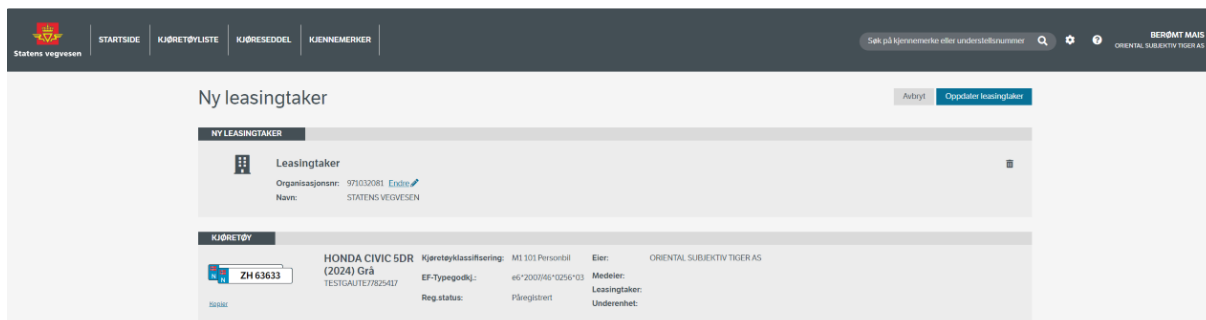 Statens vegvesen
STARTSIDE
KJØRETØYLISTE
KJØRESEDDEL
KJENNEMERKER
Søk på kjennemerke eller understellsnummer
BERØMT MAIS
ORIENTAL SUBJEKTIV TIGER AS
Ny leasingtaker
Avbryt
Oppdater leasingtaker
NY LEASINGTAKER
Leasingtaker
Organisasjonsnr: 971032081 Endre
Navn: STATENS VEGVESEN
KJØRETØY
N N ZH 63633
Kopier
HONDA CIVIC 5DR
(2024) Grå
TESTGAUTE77825417
Kjøretøyklassifisering: M1 101 Personbil
EF-Typegodkj.: e6*2007/46*0256*03
Reg.status: Påregistrert
Eier: ORIENTAL SUBJEKTIV TIGER AS
Medeier:
Leasingtaker:
Underenhet: